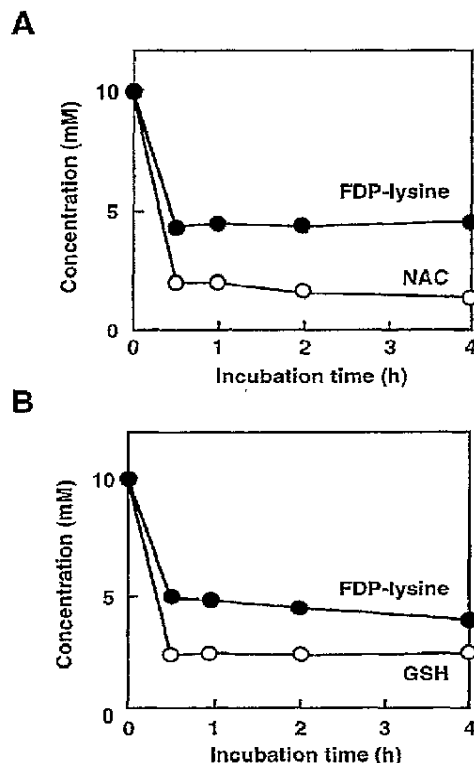 A
Concentration (mM)
10
5
0
FDP-lysine
NAC
0 1 2 3 4
Incubation time (h)
B
Concentration (mM)
10
5
0
FDP-lysine
GSH
0 1 2 3 4
Incubation time (h)